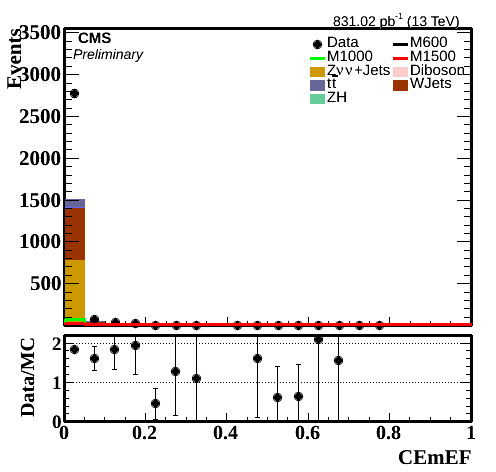 831.02 pb⁻¹ (13 TeV)
CMS
Preliminary
Data
M600
M1000
M1500
Zνν+Jets
Diboson
tt̄
WJets
ZH
Events
3500
3000
2500
2000
1500
1000
500
Data/MC
2
1
0
0 0.2 0.4 0.6 0.8 1
CEmEF